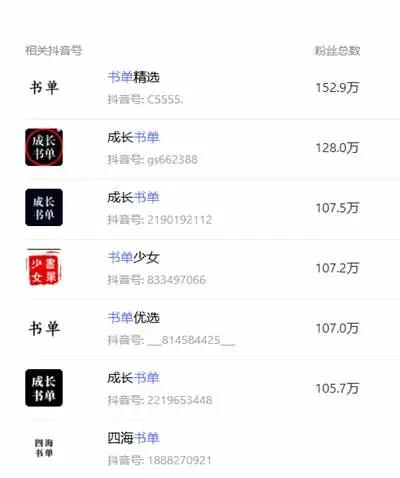 相关抖音号 粉丝总数
书单
书单精选
抖音号: C5555.
152.9万
成长
书单
成长书单
抖音号: gs662388
128.0万
成长
书单
成长书单
抖音号: 2190192112
107.5万
少書
女單
书单少女
抖音号: 833497066
107.2万
书单
书单优选
抖音号: ___814584425___
107.0万
成长
书单
成长书单
抖音号: 2219653448
105.7万
四海
书单
四海书单
抖音号: 1888270921